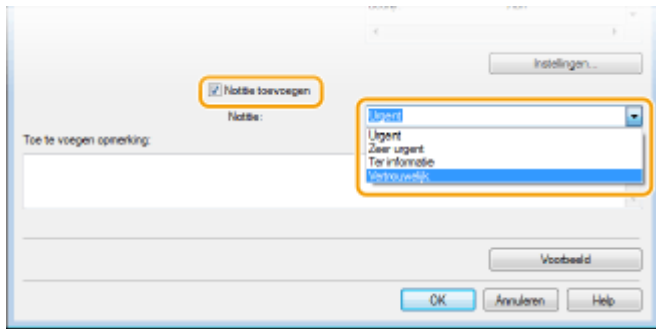 Instellingen...
Notitie toevoegen
Notitie:
Urgent
Toe te voegen opmerking:
Urgent
Zeer urgent
Ter informatie
Vertrouwelijk
Voorbeeld
OK Annuleren Help